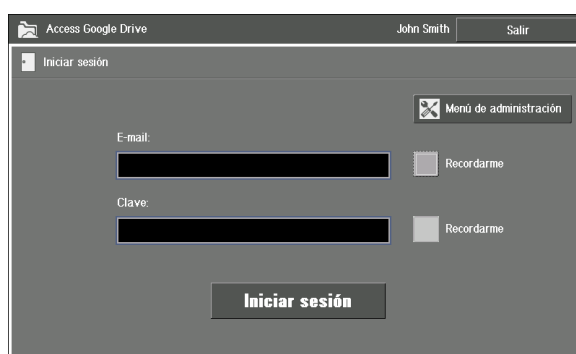 Access Google Drive
John Smith
Salir
Iniciar sesión
Menú de administración
E-mail:
Recordarme
Clave:
Recordarme
Iniciar sesión